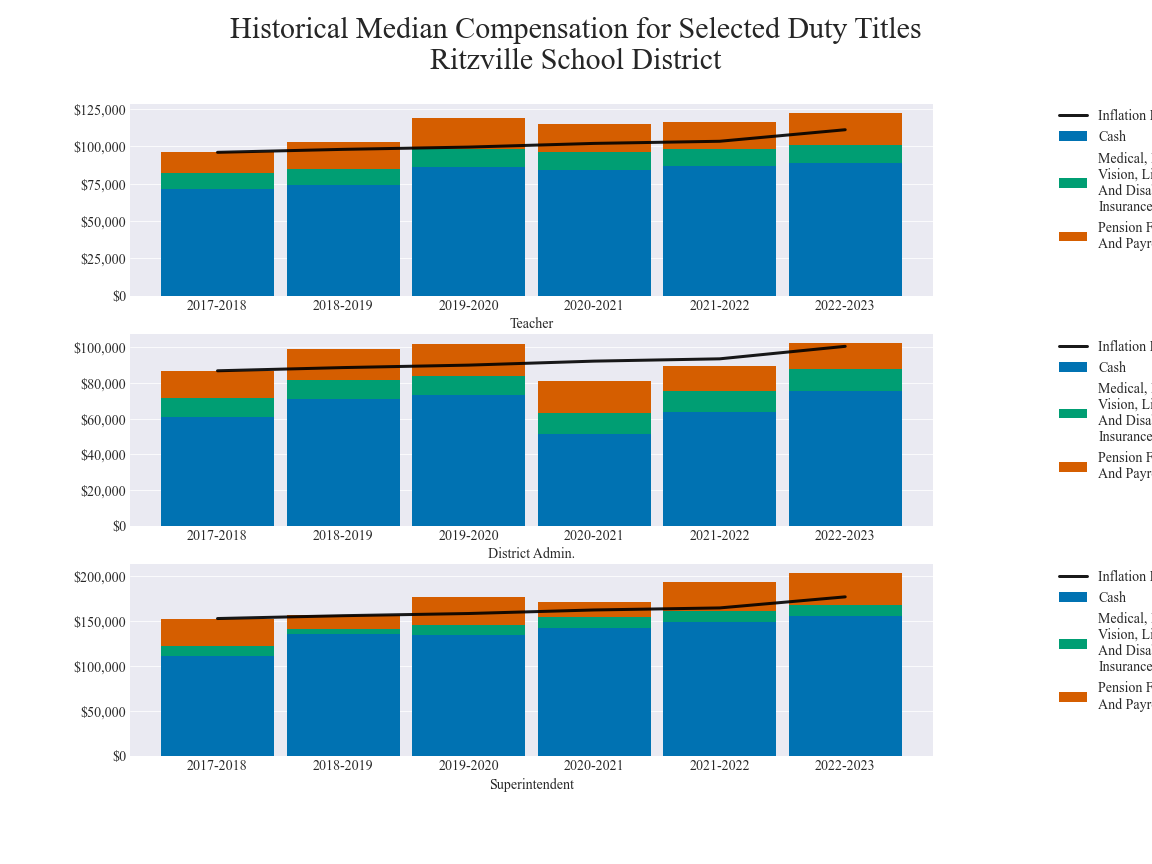 Historical Median Compensation for Selected Duty Titles
Ritzville School District
$125,000
$100,000
$75,000
$50,000
$25,000
$0
2017-2018 2018-2019 2019-2020 2020-2021 2021-2022 2022-2023
Teacher
Inflation
Cash
Medical,
Vision,
And
Insurance
Pension
And
$100,000
$80,000
$60,000
$40,000
$20,000
$0
2017-2018 2018-2019 2019-2020 2020-2021 2021-2022 2022-2023
District Admin.
Inflation
Cash
Medical,
Vision,
And
Insurance
Pension
And
$200,000
$150,000
$100,000
$50,000
$0
2017-2018 2018-2019 2019-2020 2020-2021 2021-2022 2022-2023
Superintendent
Inflation
Cash
Medical,
Vision,
And
Insurance
Pension
And